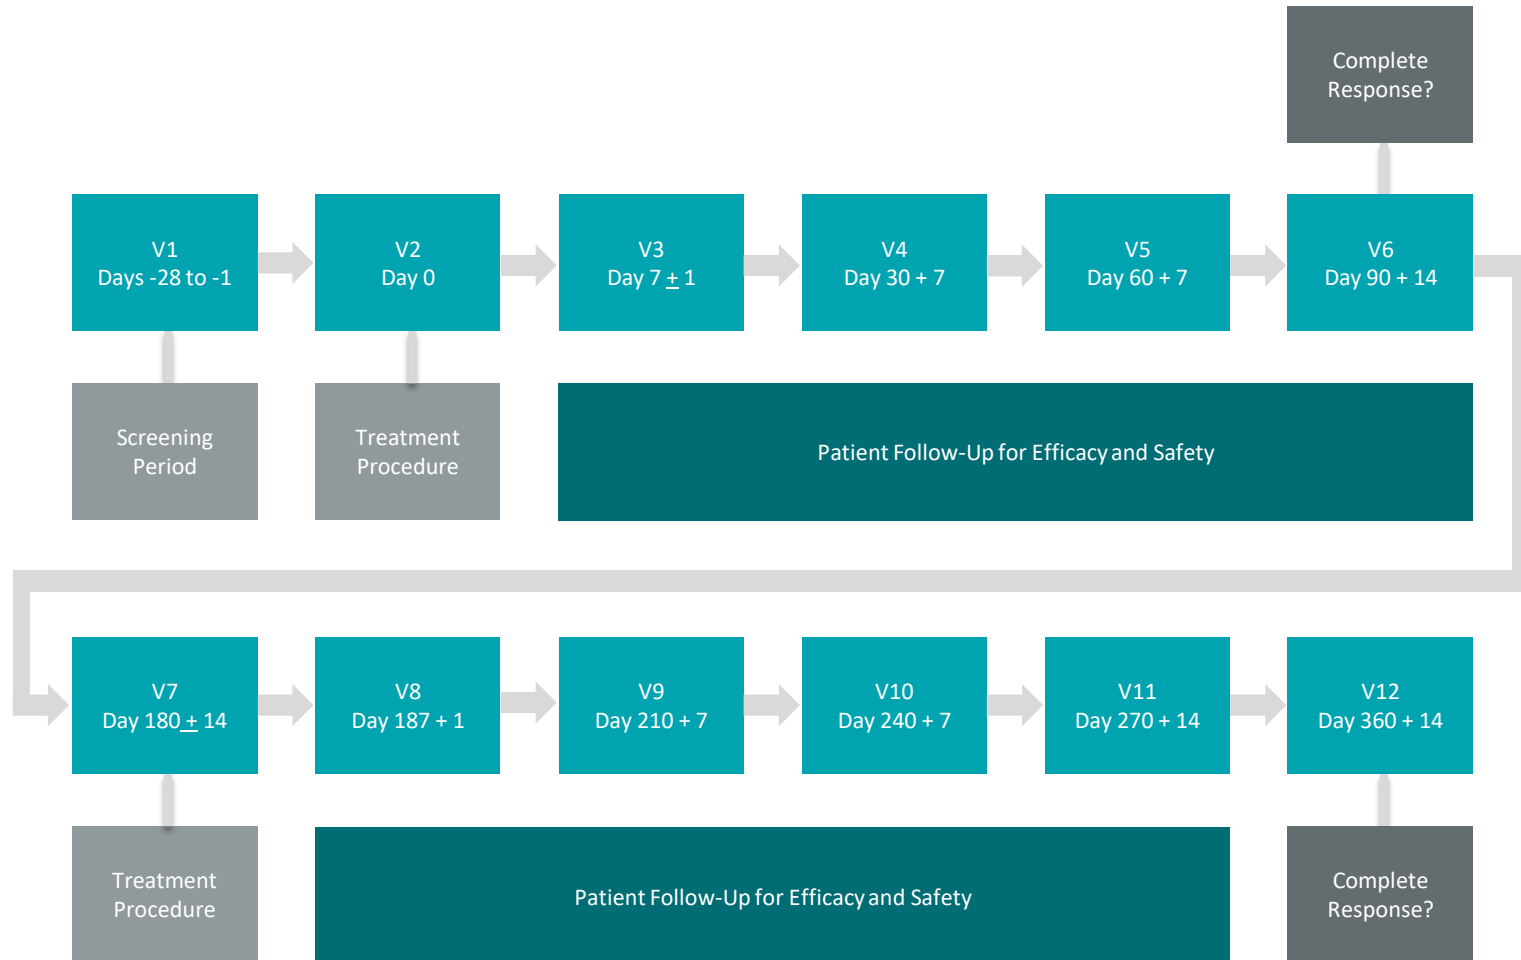 Complete
Response?
V1
Days -28 to -1
V2
Day 0
V3
Day 7 ± 1
V4
Day 30 + 7
V5
Day 60 + 7
V6
Day 90 + 14
Screening
Period
Treatment
Procedure
Patient Follow-Up for Efficacy and Safety
V7
Day 180 ± 14
V8
Day 187 + 1
V9
Day 210 + 7
V10
Day 240 + 7
V11
Day 270 + 14
V12
Day 360 + 14
Treatment
Procedure
Patient Follow-Up for Efficacy and Safety
Complete
Response?